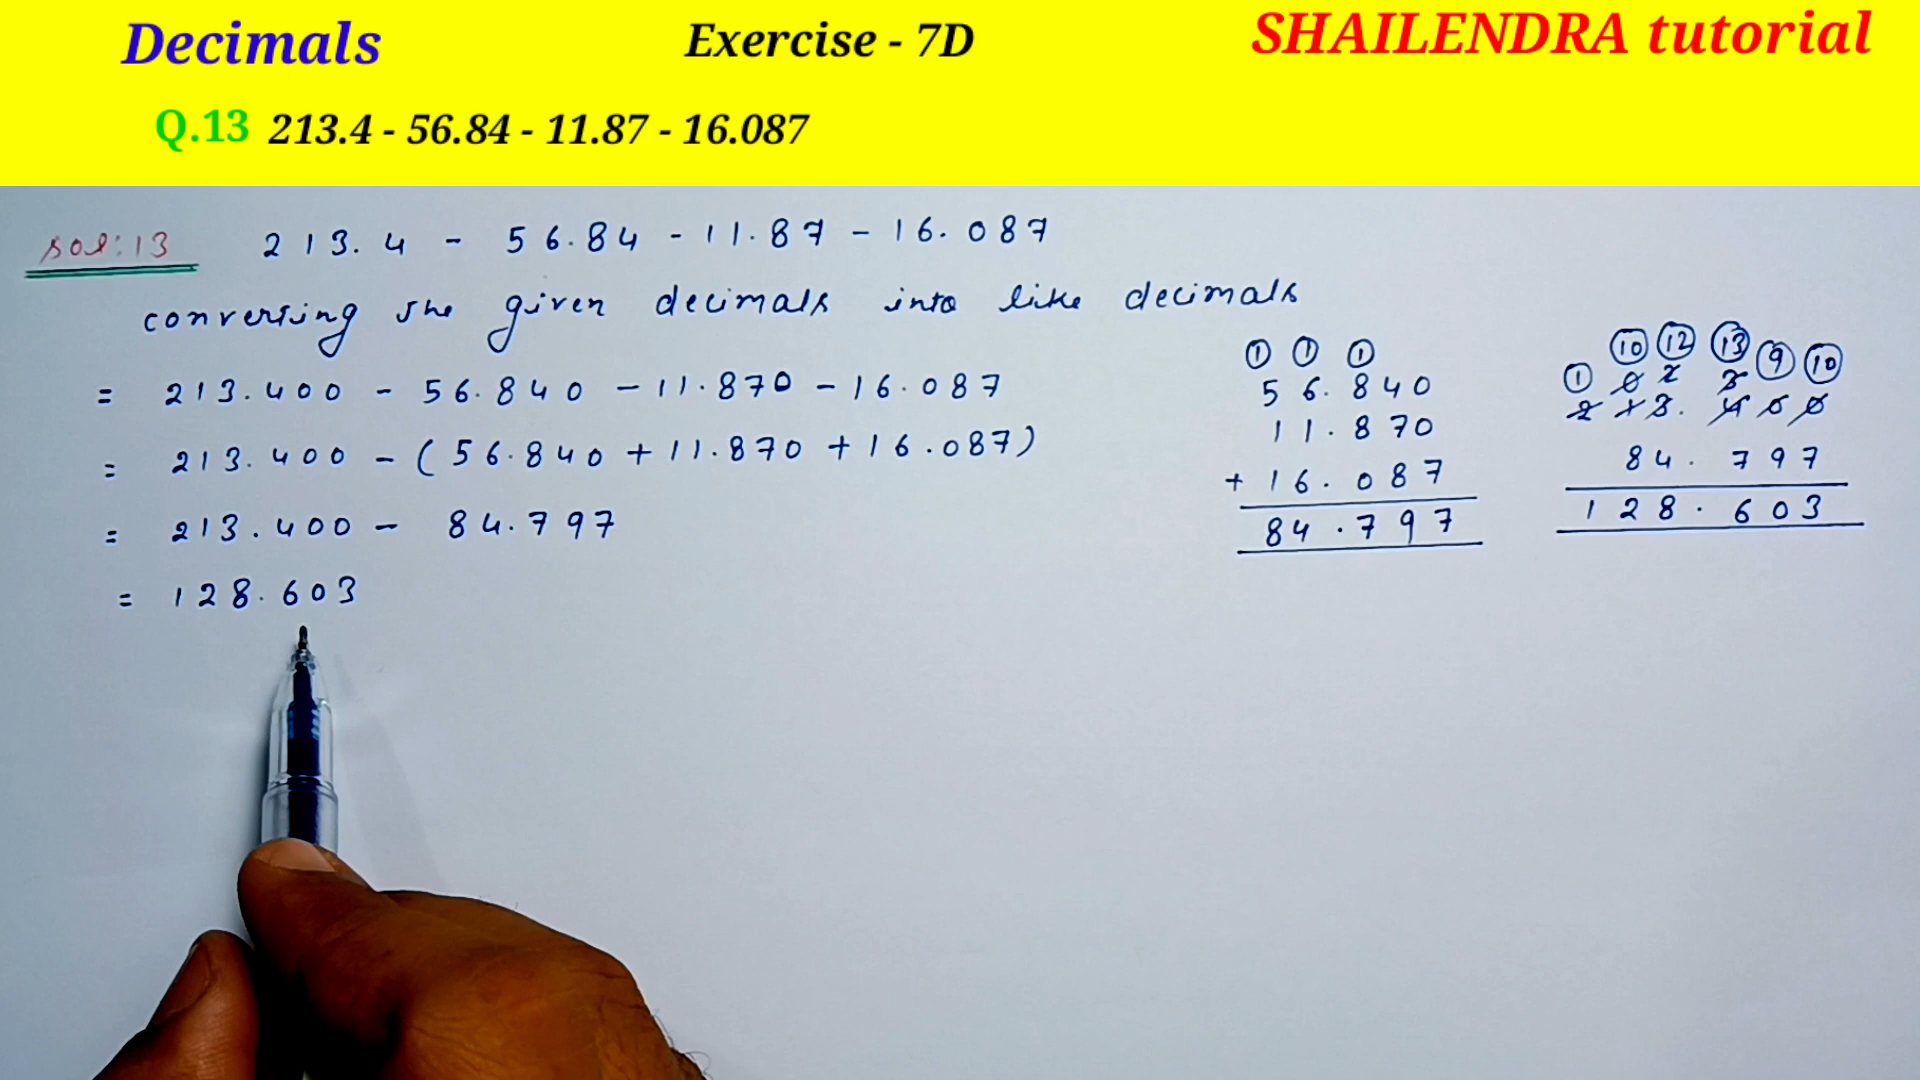 Decimals Exercise - 7D SHAILENDRA tutorial
Q.13 213.4 - 56.84 - 11.87 - 16.087
sol:13 213.4 - 56.84 - 11.87 - 16.087
converting the given decimals into like decimals
= 213.400 - 56.840 - 11.870 - 16.087
= 213.400 - (56.840 + 11.870 + 16.087)
= 213.400 - 84.797
= 128.603
1 1 1
56.840
11.870
+ 16.087
84.797
10 12 13 9 10
1 0 2 3
213.400
84.797
128.603